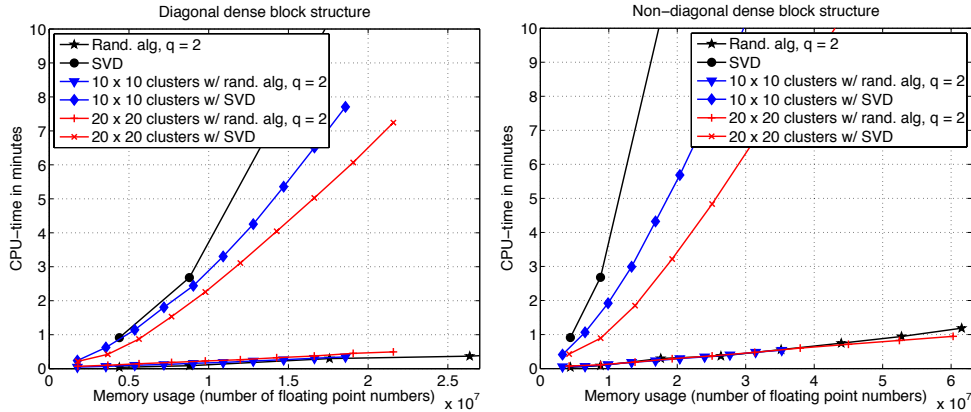 Diagonal dense block structure
10
9
8
7
6
5
4
3
2
1
0
CPU-time in minutes
Rand. alg, q = 2
SVD
10 x 10 clusters w/ rand. alg, q = 2
10 x 10 clusters w/ SVD
20 x 20 clusters w/ rand. alg, q = 2
20 x 20 clusters w/ SVD
0 0.5 1 1.5 2 2.5
Memory usage (number of floating point numbers)
x 10^7
Non-diagonal dense block structure
10
9
8
7
6
5
4
3
2
1
0
CPU-time in minutes
Rand. alg, q = 2
SVD
10 x 10 clusters w/ rand. alg, q = 2
10 x 10 clusters w/ SVD
20 x 20 clusters w/ rand. alg, q = 2
20 x 20 clusters w/ SVD
0 1 2 3 4 5 6
Memory usage (number of floating point numbers)
x 10^7